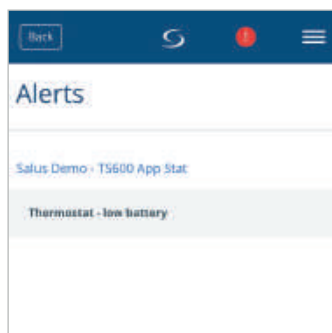 Back
!
Alerts
Salus Demo - TS600 App Stat
Thermostat - low battery